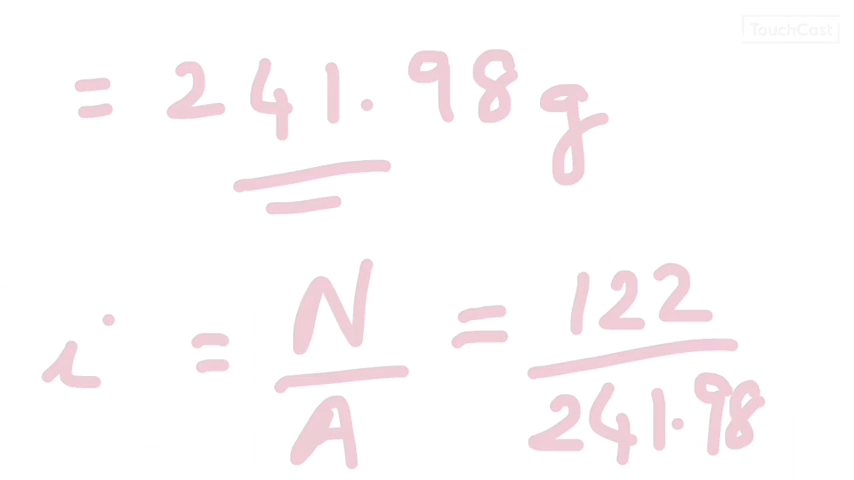 TouchCast
= 241.98g
i = N/A = 122/241.98